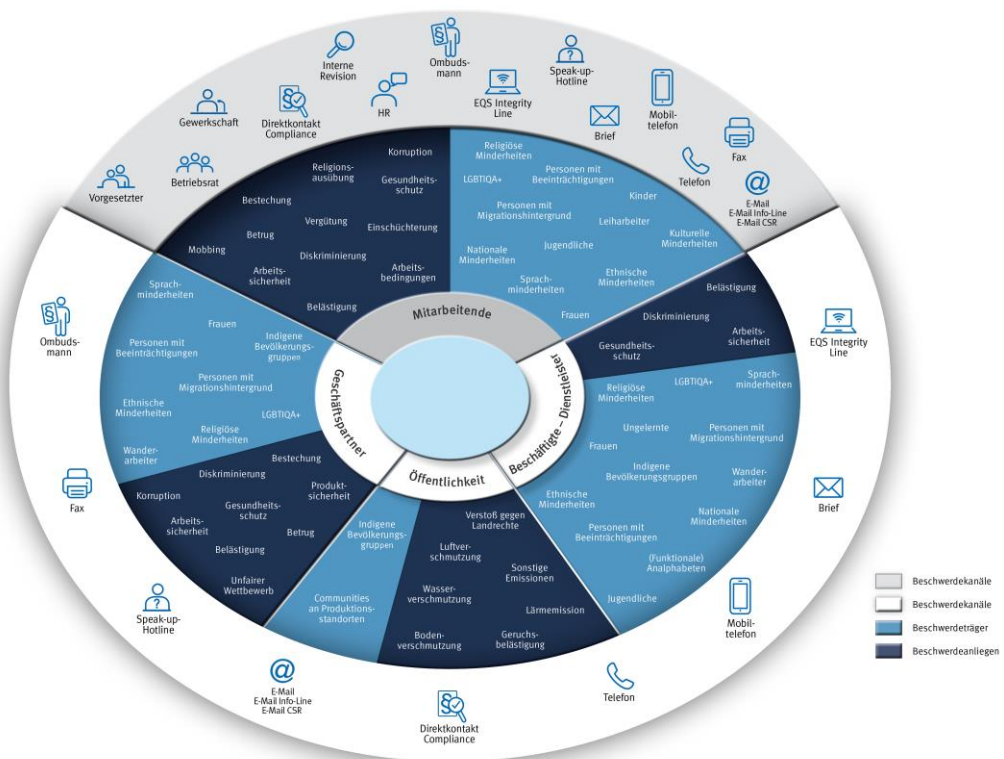 Interne
Revision
Ombuds-
mann
Speak-up-
Hotline
Gewerkschaft
Direktkontakt
Compliance
HR
EQS Integrity
Line
Brief
Mobil-
telefon
Fax
Vorgesetzter
Betriebsrat
Telefon
E-Mail
E-Mail Info-Line
E-Mail CSR
Korruption
Religions-
ausübung
Gesundheits-
schutz
Bestechung
Vergütung
Einschüchterung
Betrug
Mobbing
Diskriminierung
Arbeits-
sicherheit
Arbeits-
bedingungen
Belästigung
Religiöse
Minderheiten
LGBTIQA+
Personen mit
Beeinträchtigungen
Kinder
Personen mit
Migrationshintergrund
Leiharbeiter
Kulturelle
Minderheiten
Jugendliche
Nationale
Minderheiten
Ethnische
Minderheiten
Sprach-
minderheiten
Frauen
Mitarbeitende
Geschäftspartner
Öffentlichkeit
Beschäftigte – Dienstleister
Belästigung
Diskriminierung
Arbeits-
sicherheit
Gesundheits-
schutz
Religiöse
Minderheiten
LGBTIQA+
Sprach-
minderheiten
Ungelernte
Personen mit
Migrationshintergrund
Frauen
Indigene
Bevölkerungsgruppen
Wander-
arbeiter
Ethnische
Minderheiten
Nationale
Minderheiten
Personen mit
Beeinträchtigungen
(Funktionale)
Analphabeten
Jugendliche
Verstoß gegen
Landrechte
Luftver-
schmutzung
Sonstige
Emissionen
Wasser-
verschmutzung
Lärmemission
Boden-
verschmutzung
Geruchs-
belästigung
Indigene
Bevölkerungs-
gruppen
Communities
an Produktions-
standorten
Sprach-
minderheiten
Frauen
Personen mit
Beeinträchtigungen
Indigene
Bevölkerungs-
gruppen
Personen mit
Migrationshintergrund
Ethnische
Minderheiten
LGBTIQA+
Religiöse
Minderheiten
Wander-
arbeiter
Bestechung
Diskriminierung
Produkt-
sicherheit
Korruption
Gesundheits-
schutz
Arbeits-
sicherheit
Betrug
Belästigung
Unfairer
Wettbewerb
Ombuds-
mann
Fax
Speak-up-
Hotline
E-Mail
E-Mail Info-Line
E-Mail CSR
Direktkontakt
Compliance
Telefon
Mobil-
telefon
Brief
EQS Integrity
Line
Beschwerdekanäle
Beschwerdekanäle
Beschwerdeträger
Beschwerdeanliegen